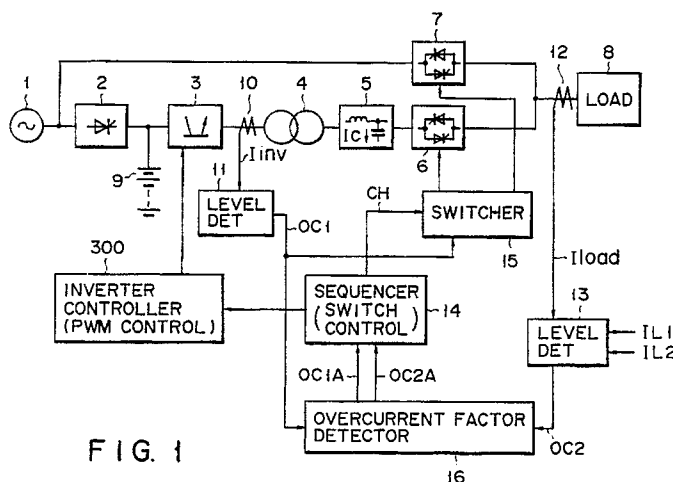 7
12
8
1
2
3
10
4
5
LOAD
IC
6
9
Iinv
11
LEVEL
DET
CH
SWITCHER
OC1
15
300
Iload
INVERTER
CONTROLLER
(PWM CONTROL)
SEQUENCER
(SWITCH
CONTROL)
14
13
LEVEL
DET
IL1
IL2
OC1A
OC2A
OVERCURRENT FACTOR
DETECTOR
OC2
16
FIG. 1